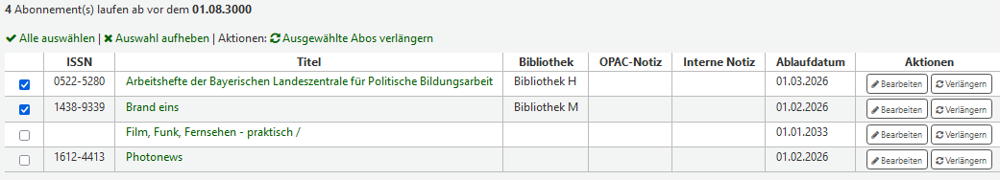 4 Abonnement(s) laufen ab vor dem 01.08.3000
Alle auswählen | Auswahl aufheben | Aktionen: Ausgewählte Abos verlängern
ISSN Titel Bibliothek OPAC-Notiz Interne Notiz Ablaufdatum Aktionen
0522-5280 Arbeitshefte der Bayerischen Landeszentrale für Politische Bildungsarbeit Bibliothek H 01.03.2026 Bearbeiten Verlängern
1438-9339 Brand eins Bibliothek M 01.02.2026 Bearbeiten Verlängern
Film, Funk, Fernsehen - praktisch / 01.01.2033 Bearbeiten Verlängern
1612-4413 Photonews 01.02.2026 Bearbeiten Verlängern